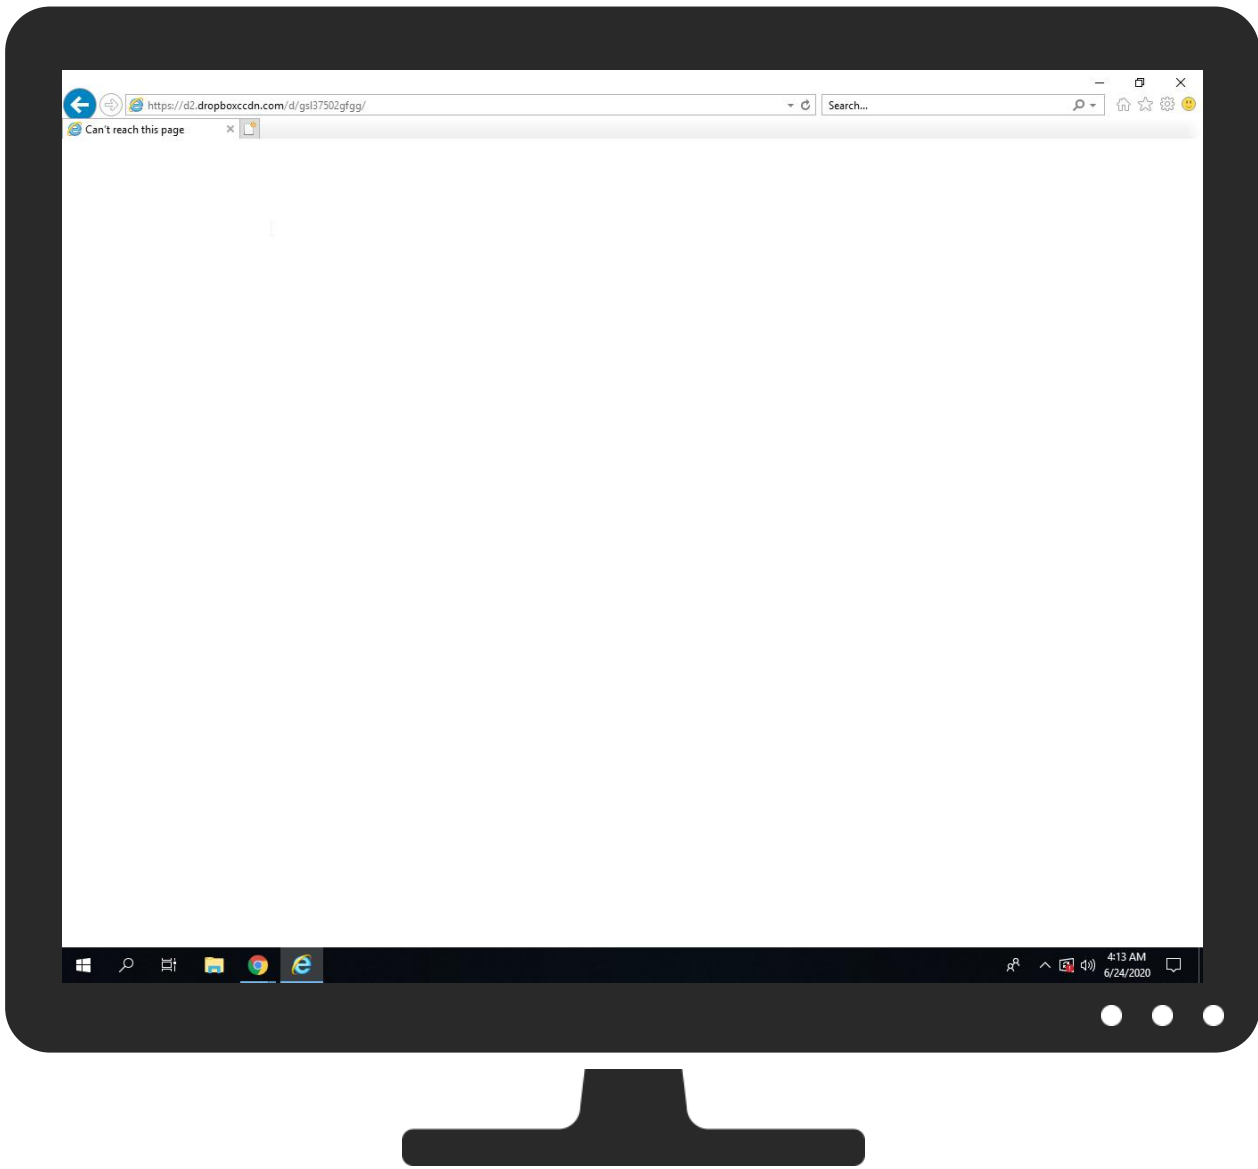 https://d2.dropboxccdn.com/d/gsl37502gfgg/
Search...
Can't reach this page
4:13 AM
6/24/2020